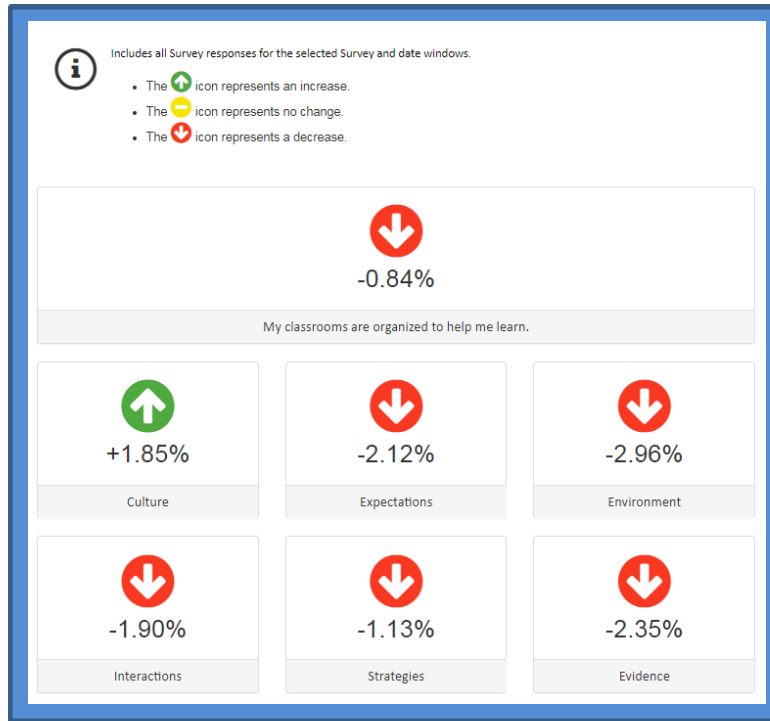 Includes all Survey responses for the selected Survey and date windows.
• The icon represents an increase.
• The icon represents no change.
• The icon represents a decrease.
-0.84%
My classrooms are organized to help me learn.
+1.85%
Culture
-2.12%
Expectations
-2.96%
Environment
-1.90%
Interactions
-1.13%
Strategies
-2.35%
Evidence